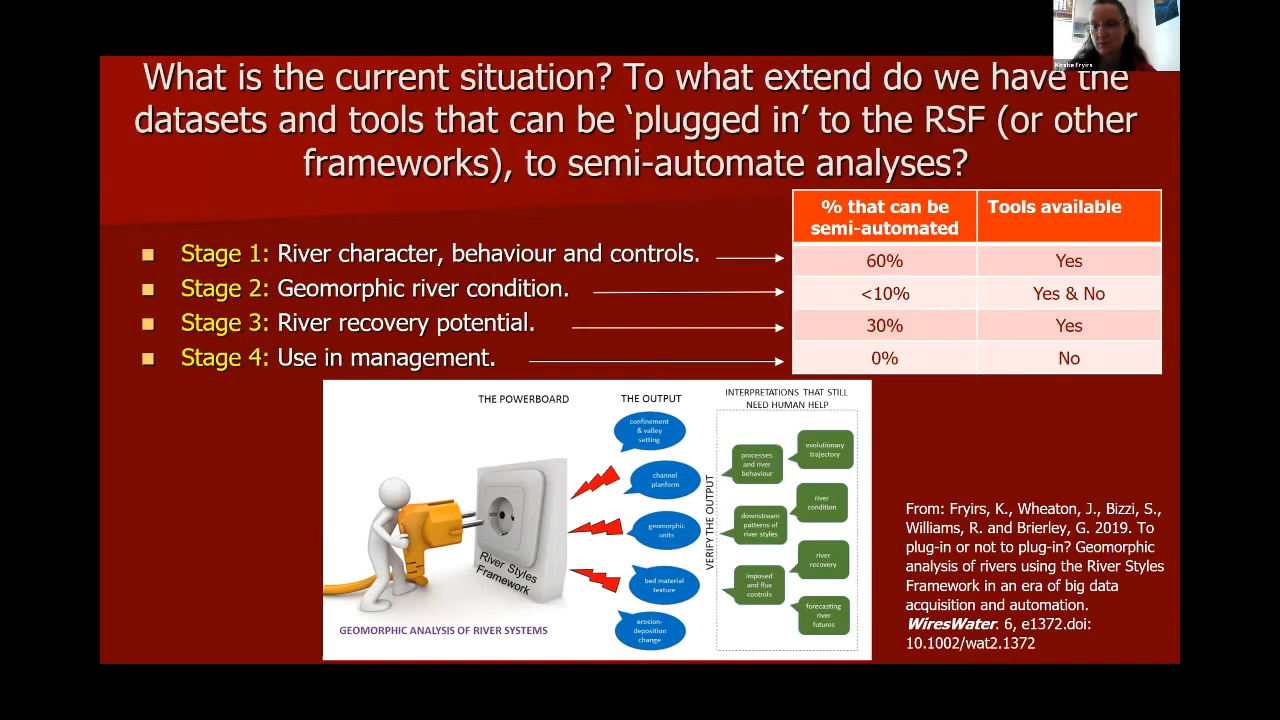 Kirstie Fryirs
What is the current situation? To what extend do we have the
datasets and tools that can be ‘plugged in’ to the RSF (or other
frameworks), to semi-automate analyses?
Stage 1: River character, behaviour and controls.
Stage 2: Geomorphic river condition.
Stage 3: River recovery potential.
Stage 4: Use in management.
% that can be
semi-automated
Tools available
60%
Yes
<10%
Yes & No
30%
Yes
0%
No
THE POWERBOARD
River Styles
Framework
GEOMORPHIC ANALYSIS OF RIVER SYSTEMS
THE OUTPUT
confinement
& valley
setting
channel
planform
geomorphic
units
bed material
texture
erosion-
deposition
change
VERIFY THE OUTPUT
INTERPRETATIONS THAT STILL
NEED HUMAN HELP
processes
and river
behaviour
downstream
patterns of
river styles
imposed
and flux
controls
evolutionary
trajectory
river
condition
river
recovery
forecasting
river
futures
From: Fryirs, K., Wheaton, J., Bizzi, S.,
Williams, R. and Brierley, G. 2019. To
plug-in or not to plug-in? Geomorphic
analysis of rivers using the River Styles
Framework in an era of big data
acquisition and automation.
WiresWater. 6, e1372.doi:
10.1002/wat2.1372